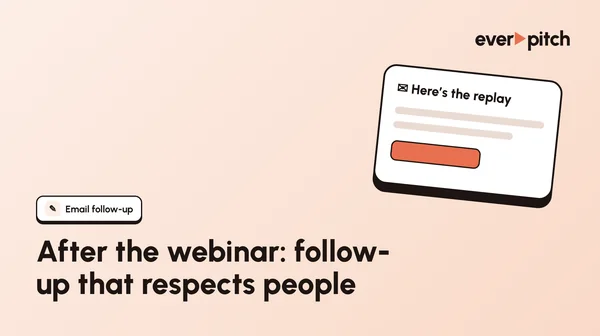 ever▶pitch
✉ Here's the replay
✎ Email follow-up
After the webinar: follow-
up that respects people